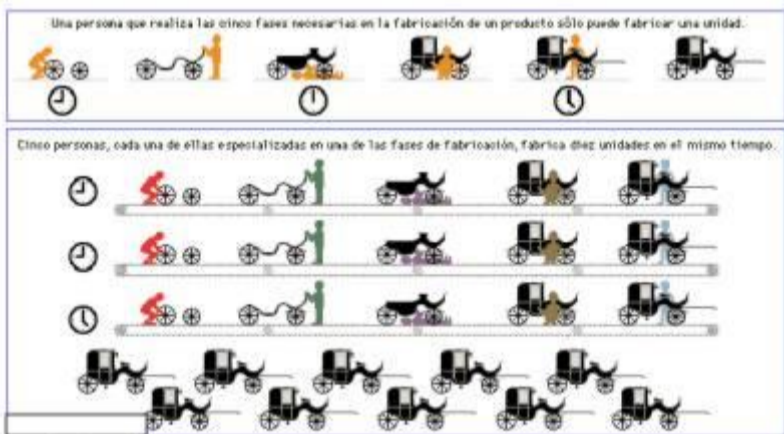 Una persona que realiza las cinco fases necesarias en la fabricación de un producto sólo puede fabricar una unidad.
Cinco personas, cada una de ellas especializadas en una de las fases de fabricación, fabrica diez unidades en el mismo tiempo.